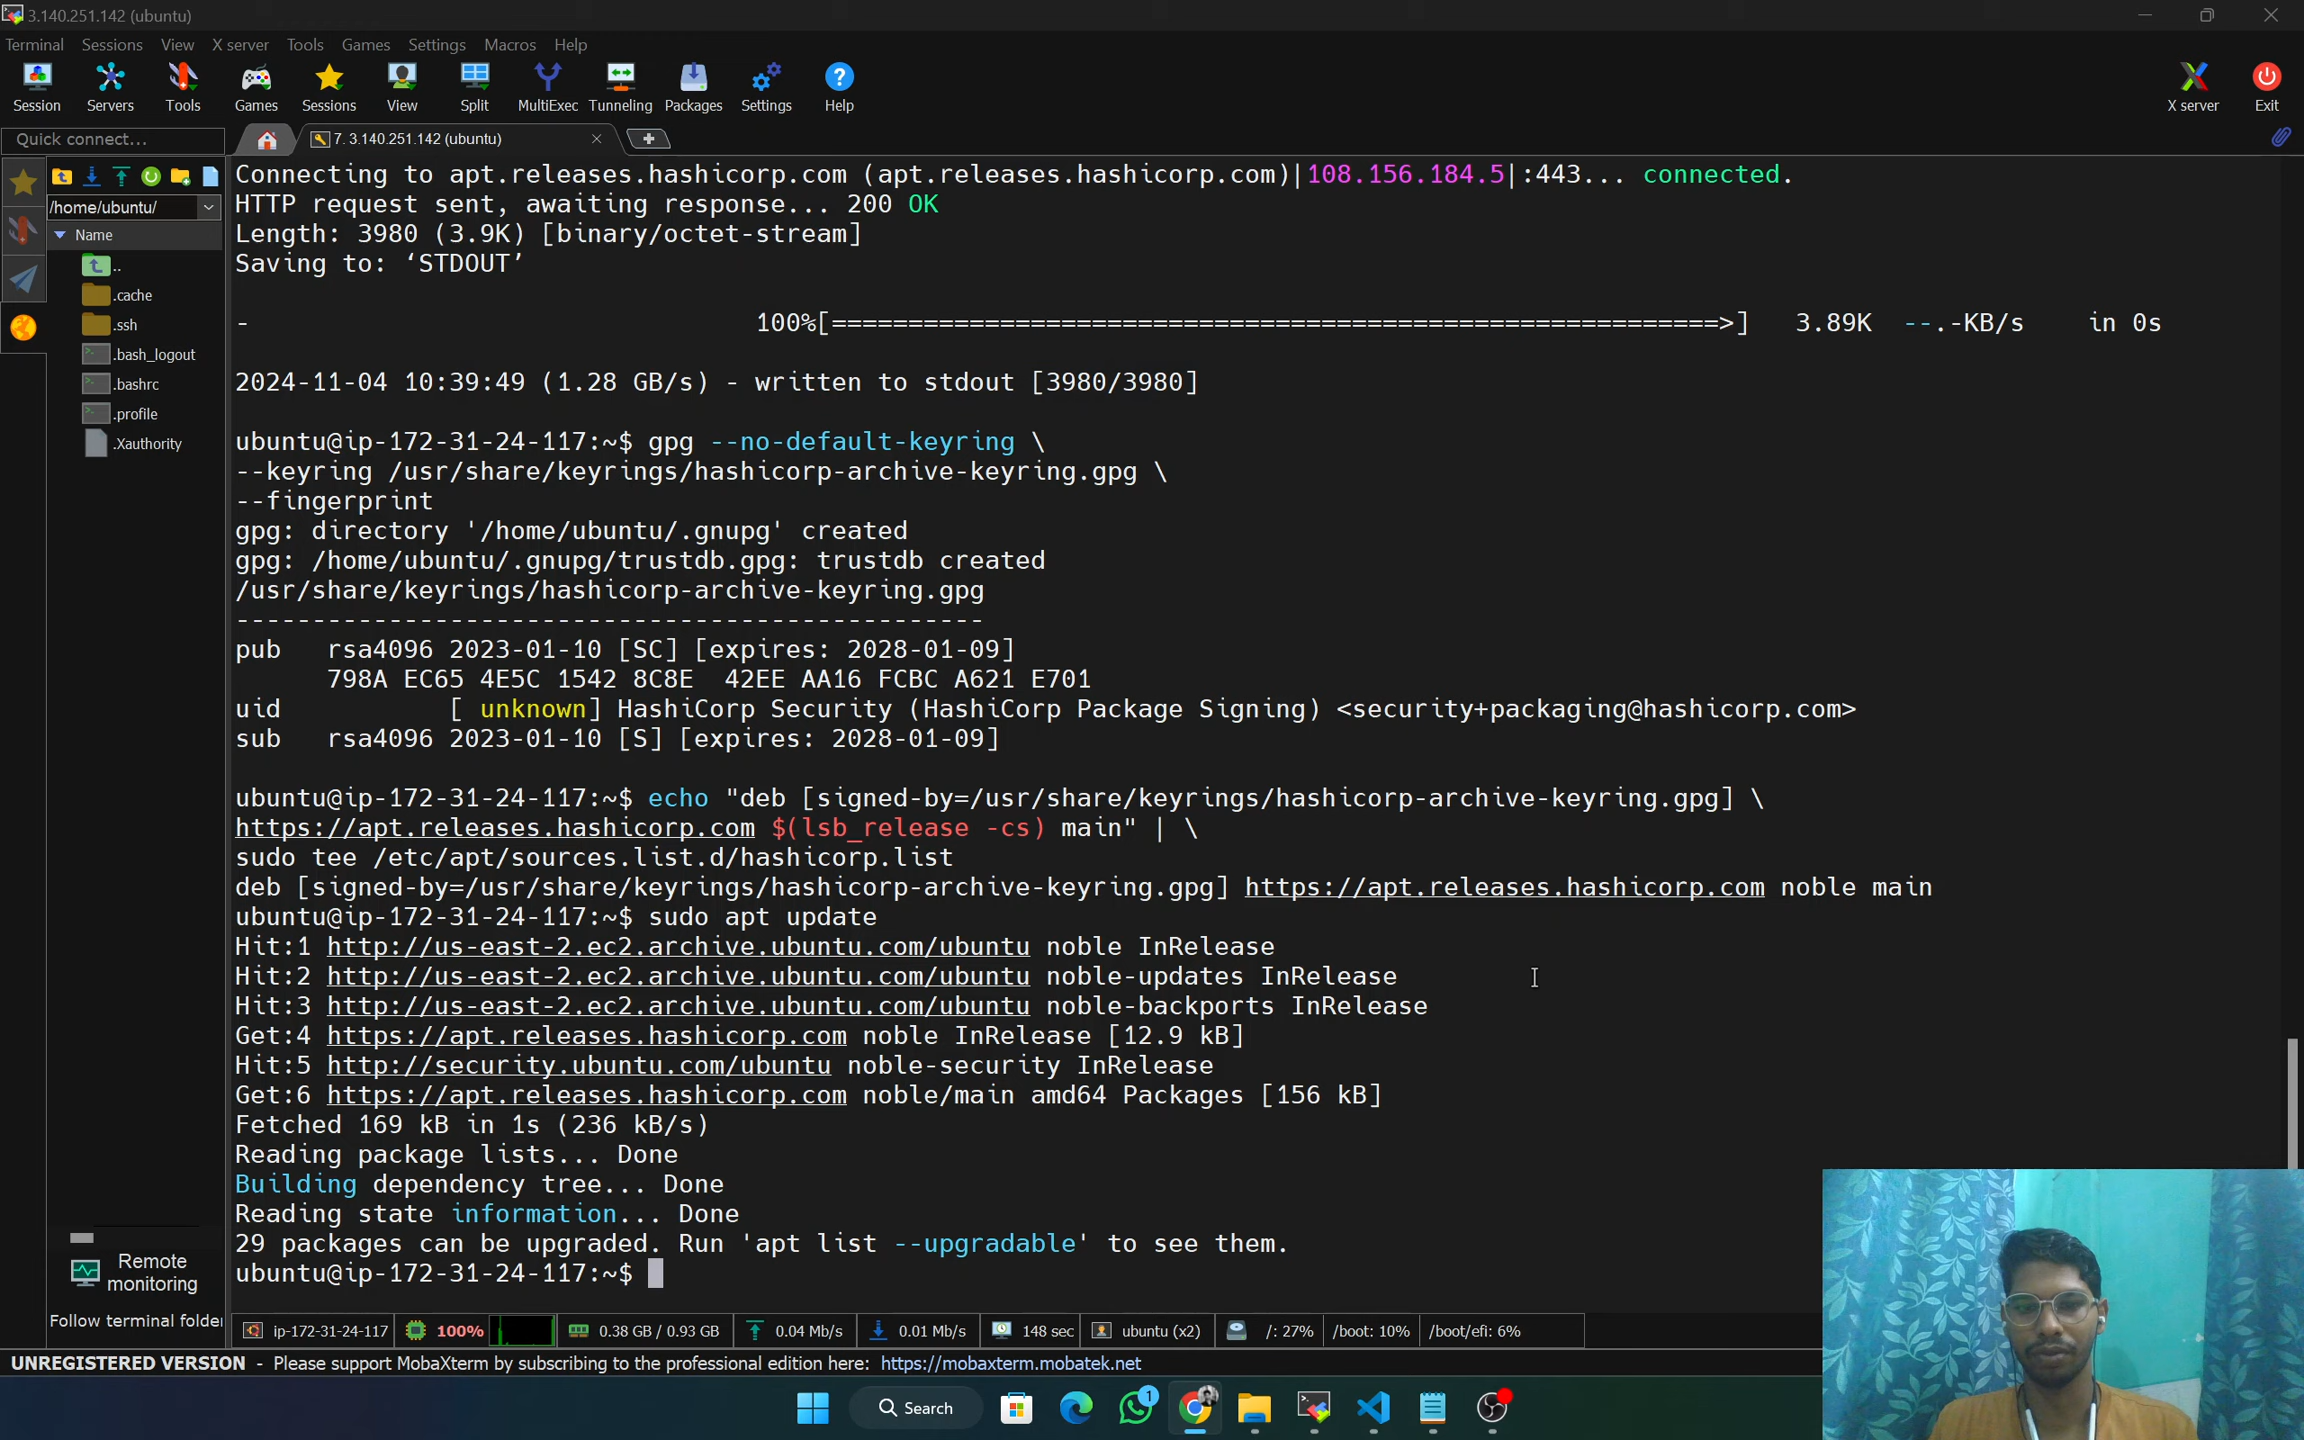 3.140.251.142 (ubuntu)
Terminal Sessions View X server Tools Games Settings Macros Help
Session Servers Tools Games Sessions View Split MultiExec Tunneling Packages Settings Help X server Exit
Quick connect... 7. 3.140.251.142 (ubuntu)
/home/ubuntu/
Name
..
.cache
.ssh
.bash_logout
.bashrc
.profile
.Xauthority
Remote
monitoring
Follow terminal folder
Connecting to apt.releases.hashicorp.com (apt.releases.hashicorp.com)|108.156.184.5|:443... connected.
HTTP request sent, awaiting response... 200 OK
Length: 3980 (3.9K) [binary/octet-stream]
Saving to: ‘STDOUT’
- 100%[==========================================================>] 3.89K --.-KB/s in 0s
2024-11-04 10:39:49 (1.28 GB/s) - written to stdout [3980/3980]
ubuntu@ip-172-31-24-117:~$ gpg --no-default-keyring \
--keyring /usr/share/keyrings/hashicorp-archive-keyring.gpg \
--fingerprint
gpg: directory '/home/ubuntu/.gnupg' created
gpg: /home/ubuntu/.gnupg/trustdb.gpg: trustdb created
/usr/share/keyrings/hashicorp-archive-keyring.gpg
-------------------------------------------------
pub rsa4096 2023-01-10 [SC] [expires: 2028-01-09]
798A EC65 4E5C 1542 8C8E 42EE AA16 FCBC A621 E701
uid [ unknown] HashiCorp Security (HashiCorp Package Signing) <security+packaging@hashicorp.com>
sub rsa4096 2023-01-10 [S] [expires: 2028-01-09]
ubuntu@ip-172-31-24-117:~$ echo "deb [signed-by=/usr/share/keyrings/hashicorp-archive-keyring.gpg] \
https://apt.releases.hashicorp.com $(lsb_release -cs) main" | \
sudo tee /etc/apt/sources.list.d/hashicorp.list
deb [signed-by=/usr/share/keyrings/hashicorp-archive-keyring.gpg] https://apt.releases.hashicorp.com noble main
ubuntu@ip-172-31-24-117:~$ sudo apt update
Hit:1 http://us-east-2.ec2.archive.ubuntu.com/ubuntu noble InRelease
Hit:2 http://us-east-2.ec2.archive.ubuntu.com/ubuntu noble-updates InRelease
Hit:3 http://us-east-2.ec2.archive.ubuntu.com/ubuntu noble-backports InRelease
Get:4 https://apt.releases.hashicorp.com noble InRelease [12.9 kB]
Hit:5 http://security.ubuntu.com/ubuntu noble-security InRelease
Get:6 https://apt.releases.hashicorp.com noble/main amd64 Packages [156 kB]
Fetched 169 kB in 1s (236 kB/s)
Reading package lists... Done
Building dependency tree... Done
Reading state information... Done
29 packages can be upgraded. Run 'apt list --upgradable' to see them.
ubuntu@ip-172-31-24-117:~$
ip-172-31-24-117 100% 0.38 GB / 0.93 GB 0.04 Mb/s 0.01 Mb/s 148 sec ubuntu (x2) /: 27% /boot: 10% /boot/efi: 6%
UNREGISTERED VERSION - Please support MobaXterm by subscribing to the professional edition here: https://mobaxterm.mobatek.net
Search 1